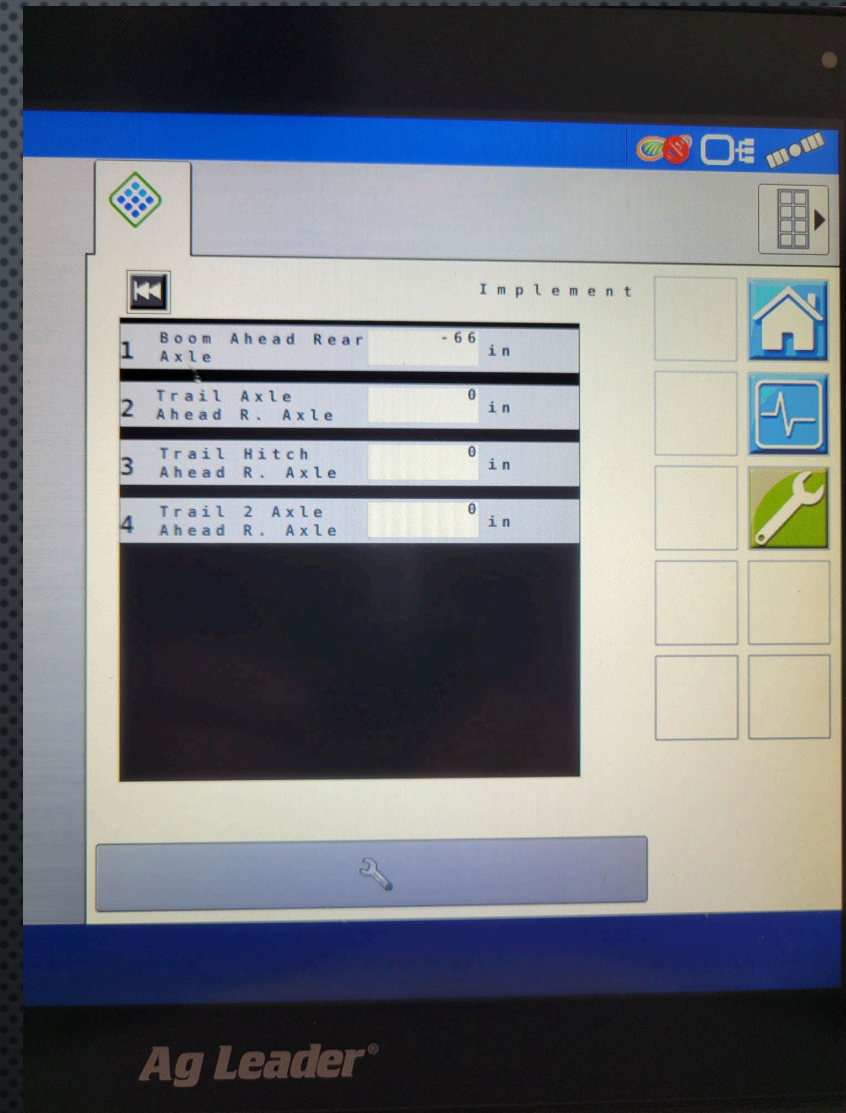 Implement
1 Boom Ahead Rear -66 in
Axle
2 Trail Axle 0 in
Ahead R. Axle
3 Trail Hitch 0 in
Ahead R. Axle
4 Trail 2 Axle 0 in
Ahead R. Axle
Ag Leader®